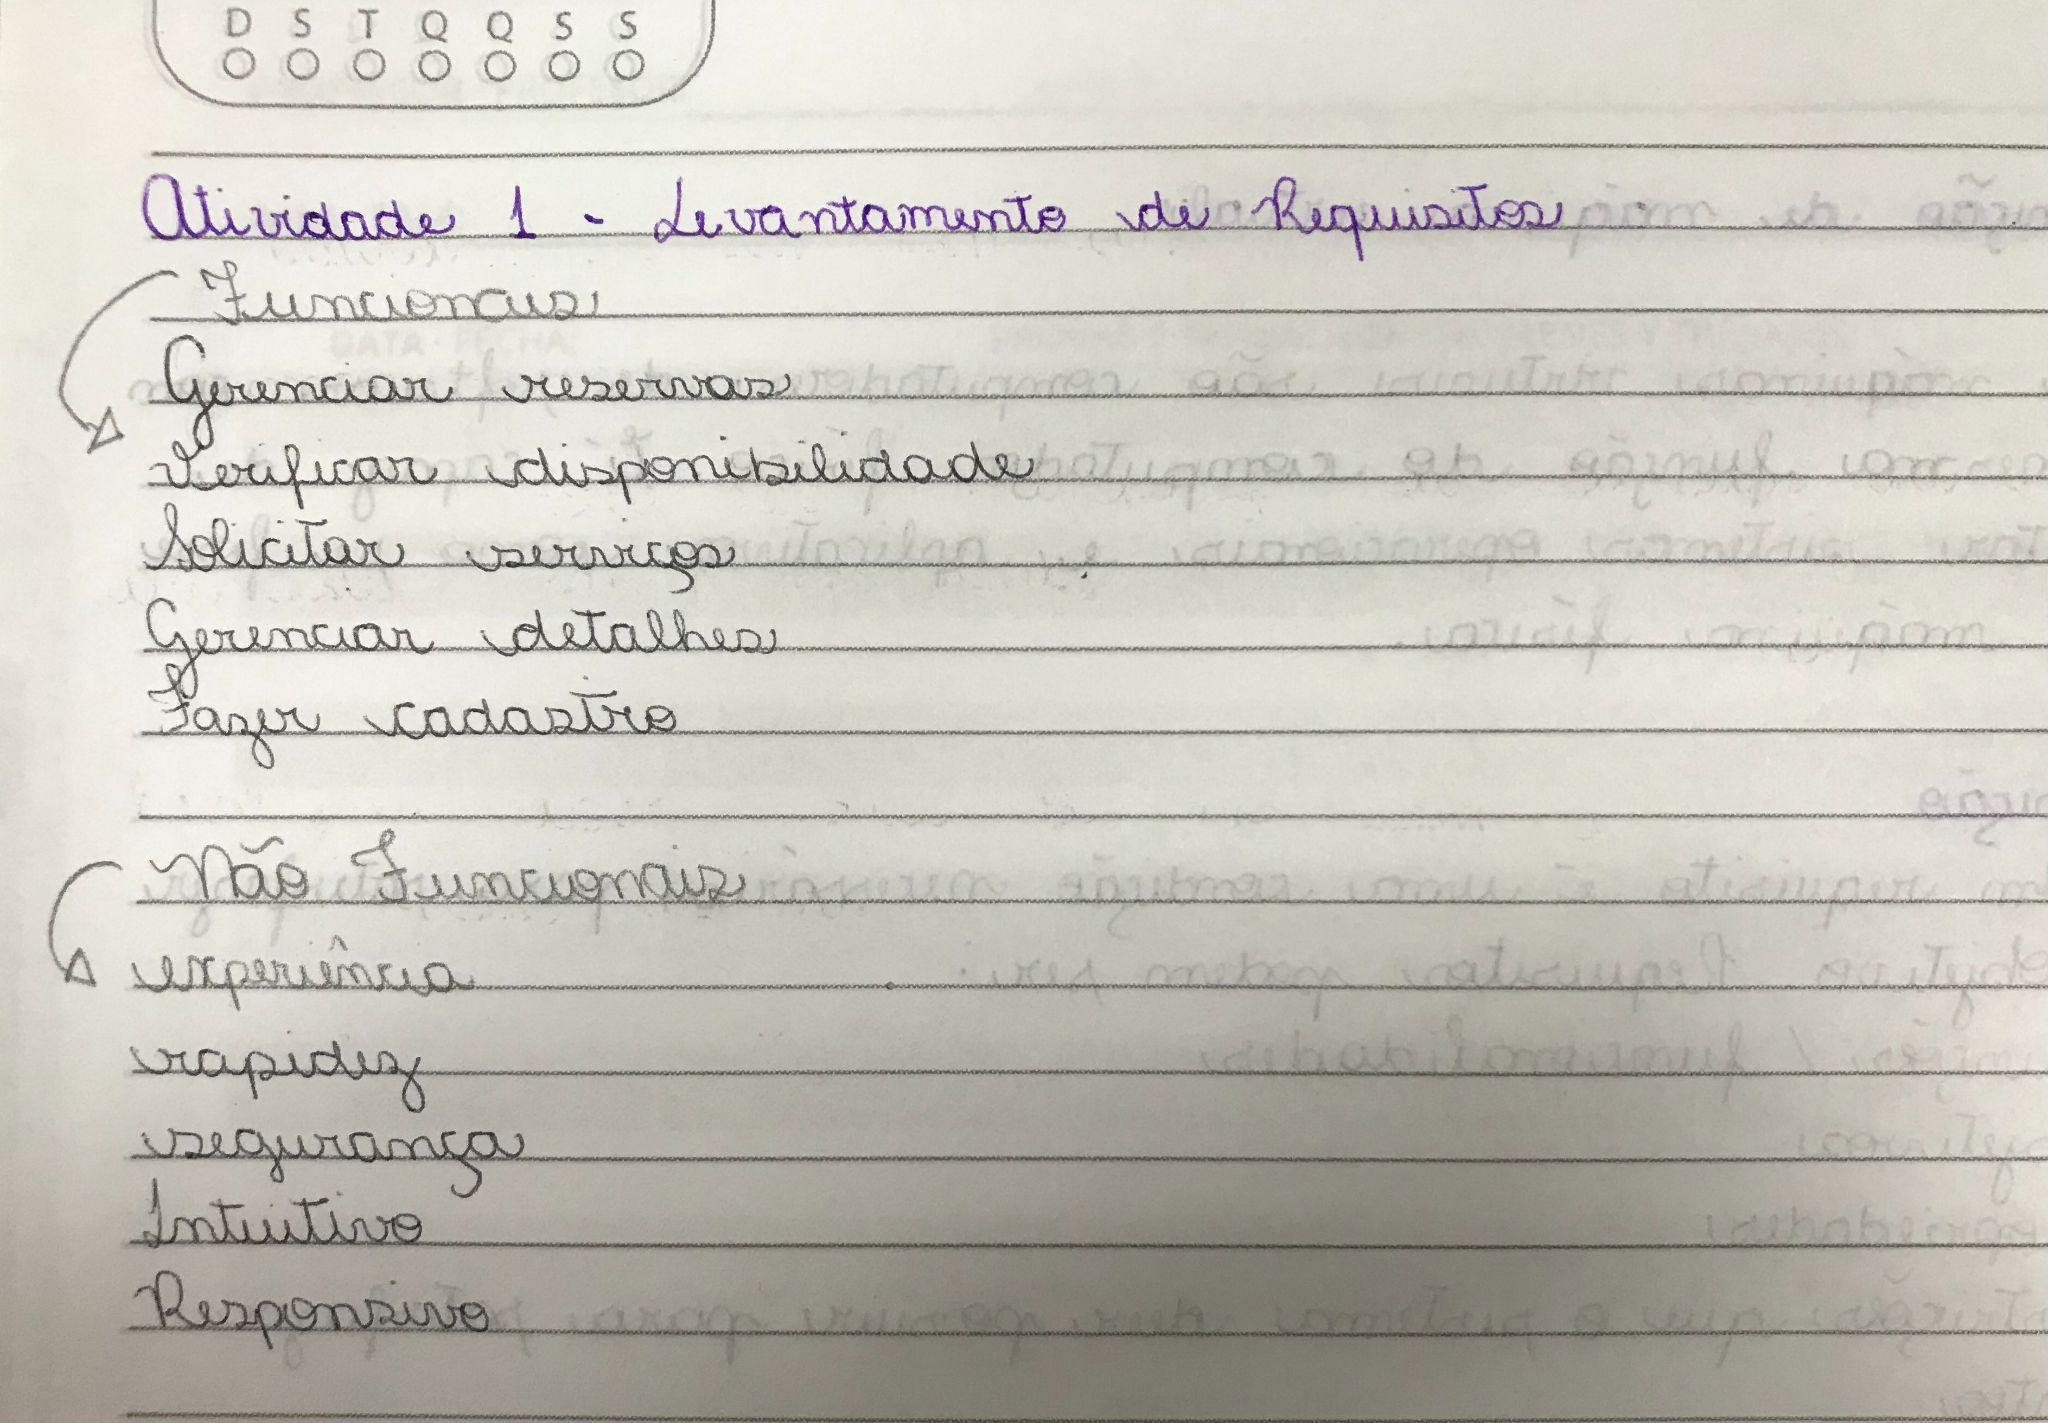 D S T Q Q S S
Atividade 1 - Levantamento de Requisitos
Funcionais
Gerenciar reservas
Verificar disponibilidade
Solicitar serviços
Gerenciar detalhes
Fazer cadastro
Não Funcionais
experiência
rapidez
segurança
Intuitivo
Responsivo